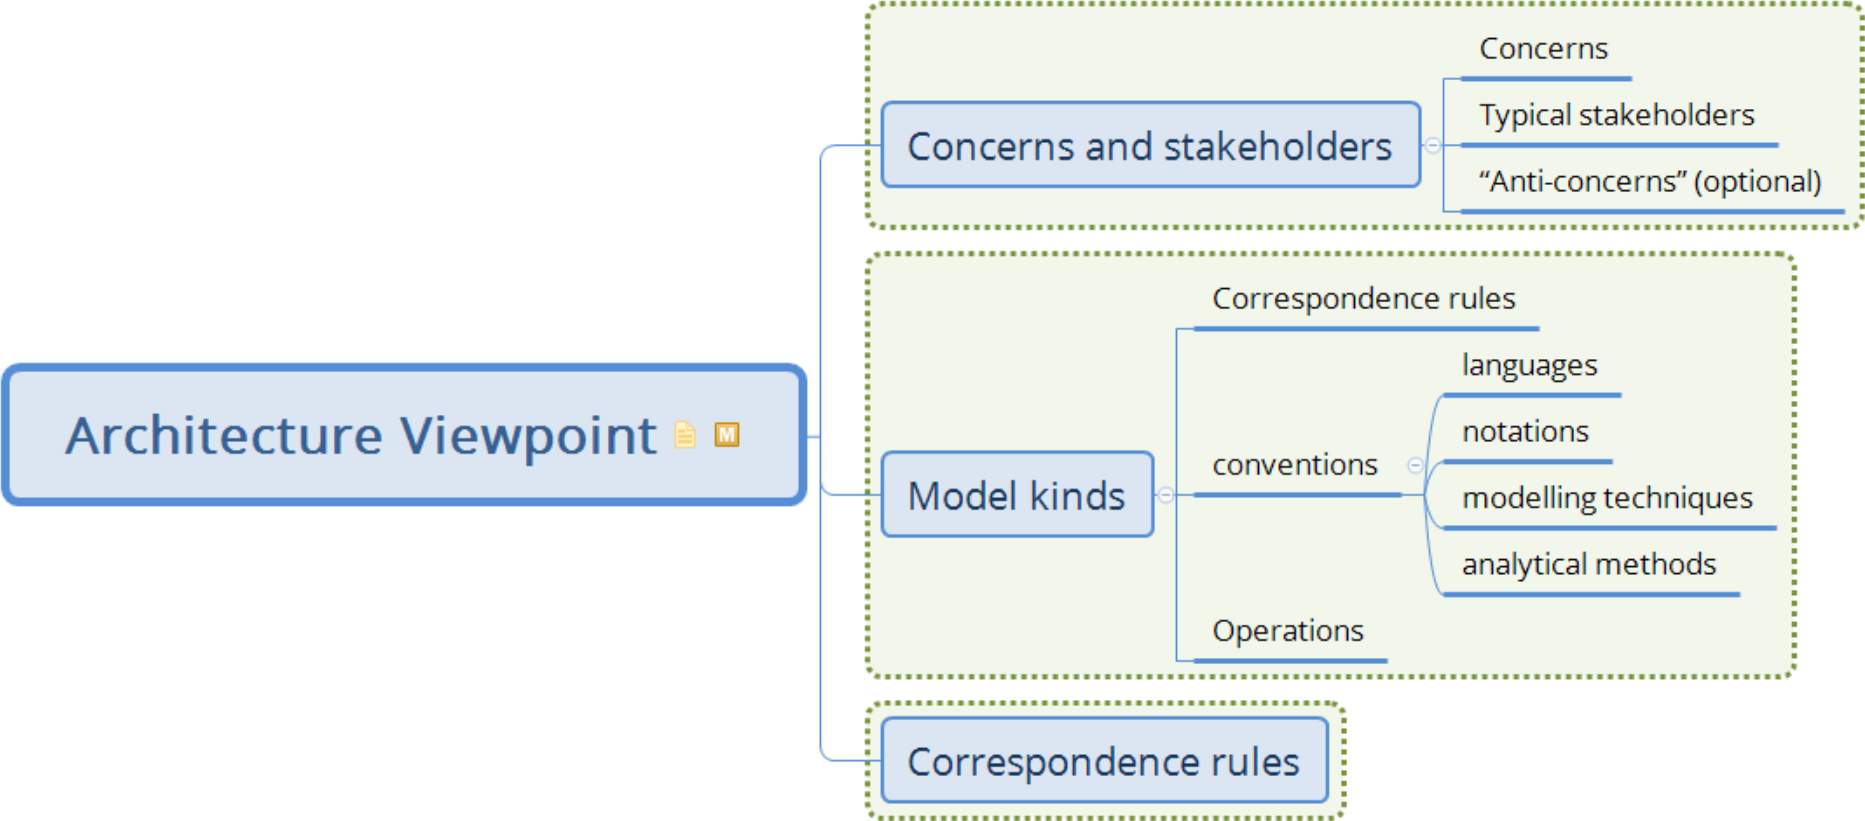 Architecture Viewpoint
M
Concerns and stakeholders
Concerns
Typical stakeholders
“Anti-concerns” (optional)
Model kinds
Correspondence rules
conventions
languages
notations
modelling techniques
analytical methods
Operations
Correspondence rules